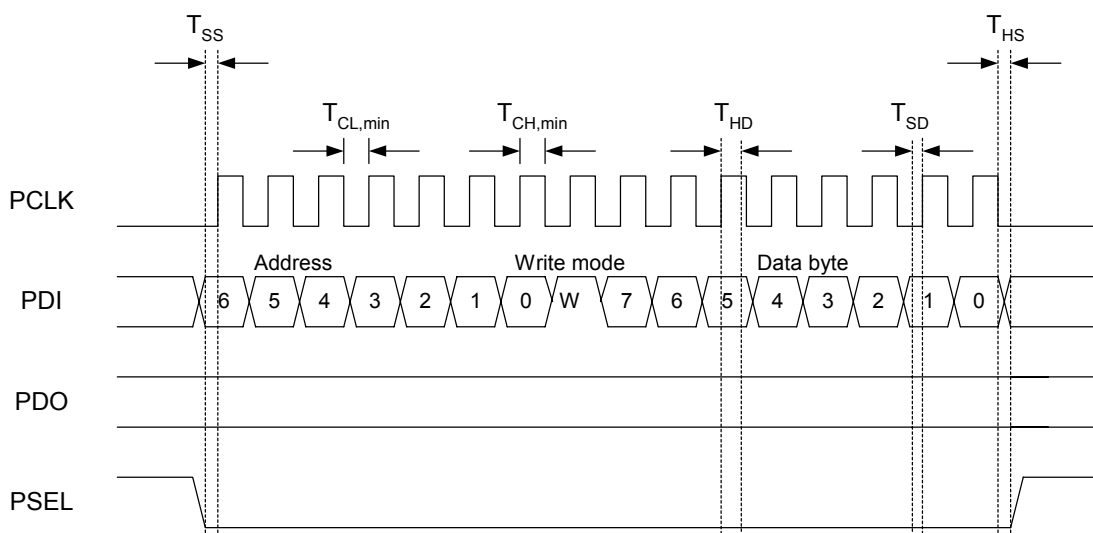 TSS THS
TCL,min TCH,min THD TSD
PCLK
Address Write mode Data byte
PDI 6 5 4 3 2 1 0 W 7 6 5 4 3 2 1 0
PDO
PSEL